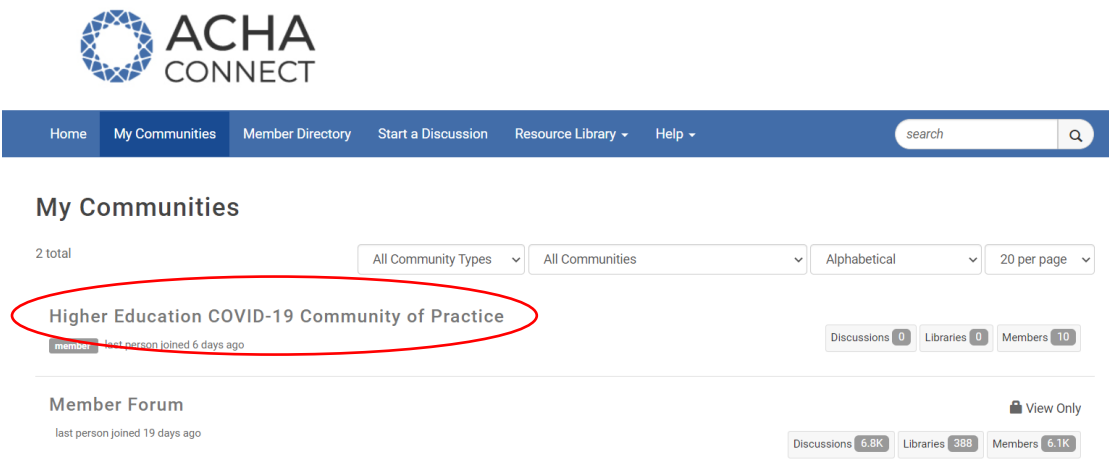 ACHA
CONNECT
Home My Communities Member Directory Start a Discussion Resource Library Help search
My Communities
2 total All Community Types All Communities Alphabetical 20 per page
Higher Education COVID-19 Community of Practice
member last person joined 6 days ago Discussions 0 Libraries 0 Members 10
Member Forum View Only
last person joined 19 days ago Discussions 6.8K Libraries 388 Members 6.1K